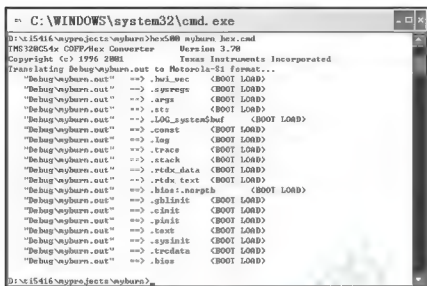 C:\WINDOWS\system32\cmd.exe
D:\ti5416\myprojects\myburn>hex500 myburn_hex.cmd
TMS320C54x COFF/Hex Converter Version 3.70
Copyright (c) 1996 2001 Texas Instruments Incorporated
Translating Debug\myburn.out to Motorola-S1 format...
"Debug\myburn.out" ==> .hwi_vec <BOOT LOAD>
"Debug\myburn.out" ==> .sysregs <BOOT LOAD>
"Debug\myburn.out" ==> .args <BOOT LOAD>
"Debug\myburn.out" ==> .sts <BOOT LOAD>
"Debug\myburn.out" ==> .LOG_system$buf <BOOT LOAD>
"Debug\myburn.out" ==> .const <BOOT LOAD>
"Debug\myburn.out" ==> .log <BOOT LOAD>
"Debug\myburn.out" ==> .trace <BOOT LOAD>
"Debug\myburn.out" ==> .stack <BOOT LOAD>
"Debug\myburn.out" ==> .rtdx_data <BOOT LOAD>
"Debug\myburn.out" ==> .rtdx_text <BOOT LOAD>
"Debug\myburn.out" ==> .bios:.norptb <BOOT LOAD>
"Debug\myburn.out" ==> .gblinit <BOOT LOAD>
"Debug\myburn.out" ==> .cinit <BOOT LOAD>
"Debug\myburn.out" ==> .pinit <BOOT LOAD>
"Debug\myburn.out" ==> .text <BOOT LOAD>
"Debug\myburn.out" ==> .sysinit <BOOT LOAD>
"Debug\myburn.out" ==> .trcdata <BOOT LOAD>
"Debug\myburn.out" ==> .bios <BOOT LOAD>
D:\ti5416\myprojects\myburn>_